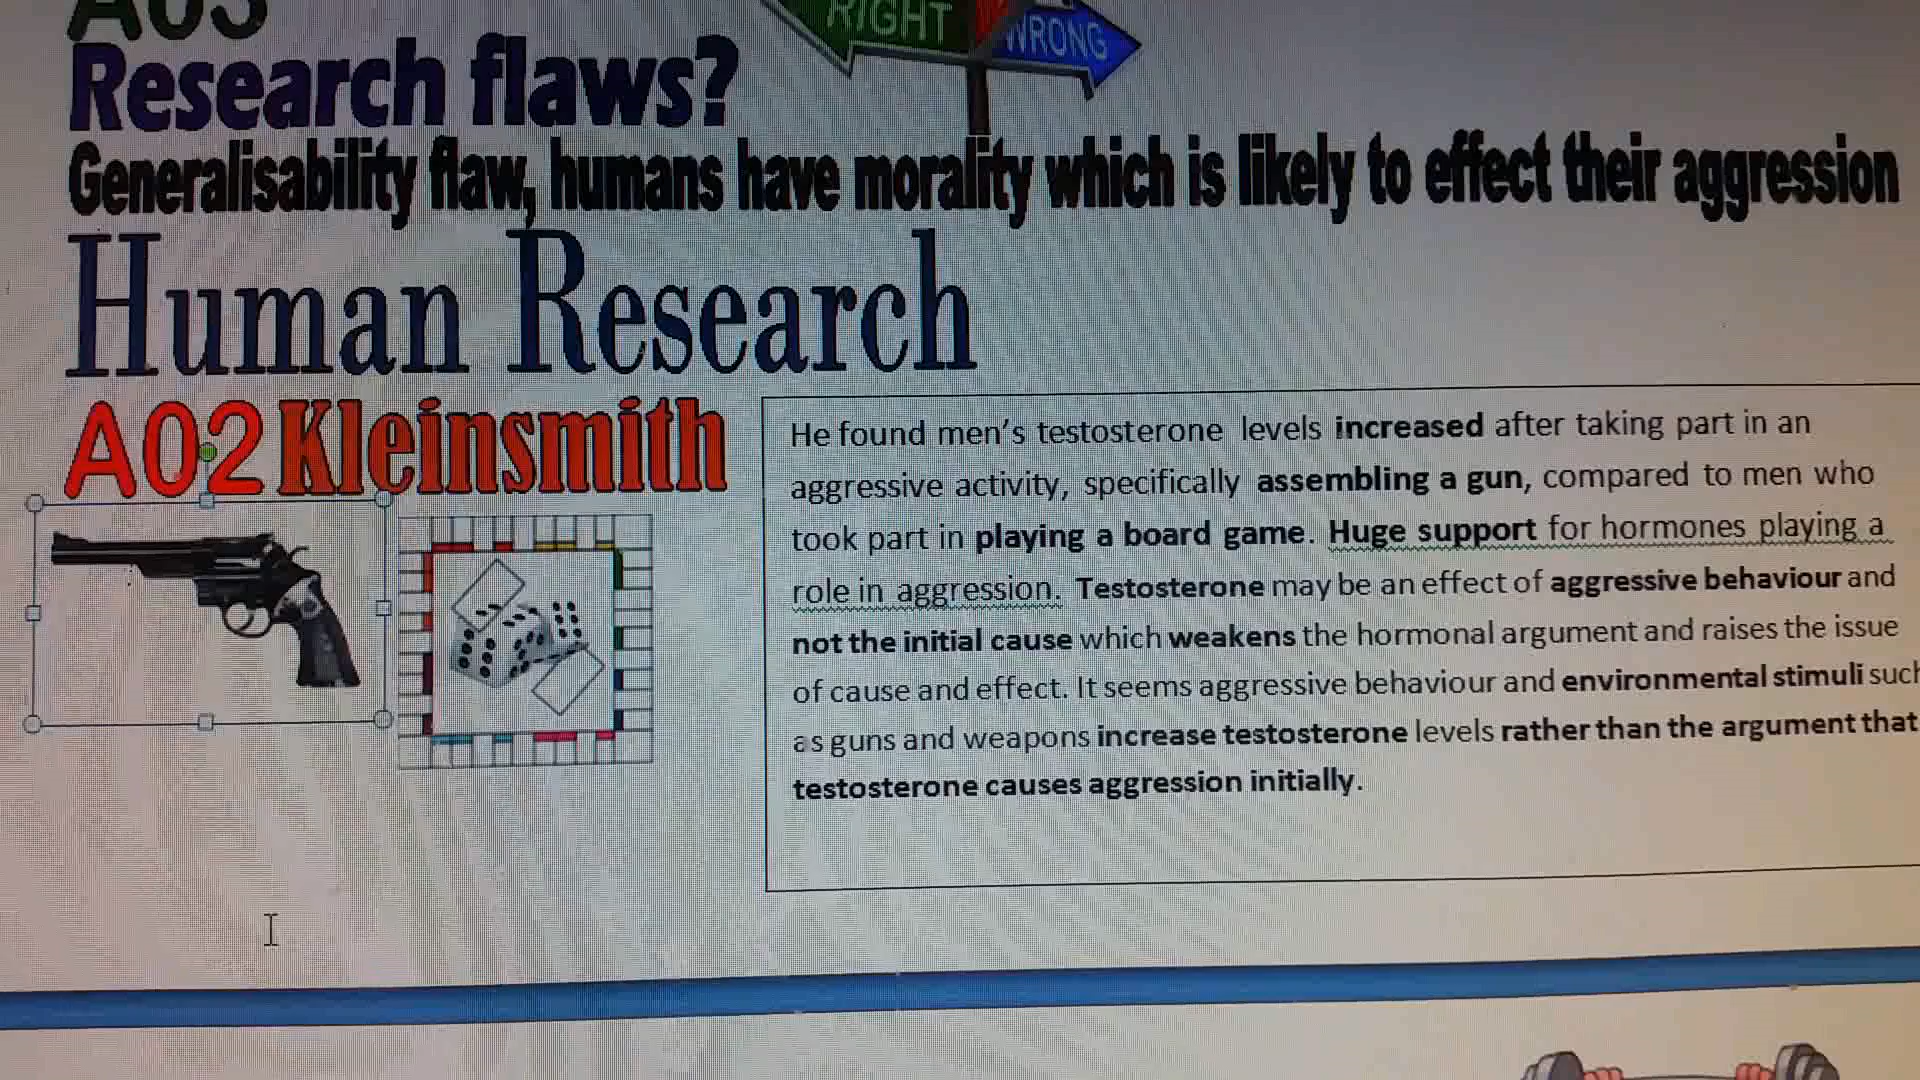 A03
RIGHT
WRONG
Research flaws?
Generalisability flaw, humans have morality which is likely to effect their aggression
Human Research
A02 Kleinsmith
He found men's testosterone levels increased after taking part in an
aggressive activity, specifically assembling a gun, compared to men who
took part in playing a board game. Huge support for hormones playing a
role in aggression. Testosterone may be an effect of aggressive behaviour and
not the initial cause which weakens the hormonal argument and raises the issue
of cause and effect. It seems aggressive behaviour and environmental stimuli such
as guns and weapons increase testosterone levels rather than the argument that
testosterone causes aggression initially.